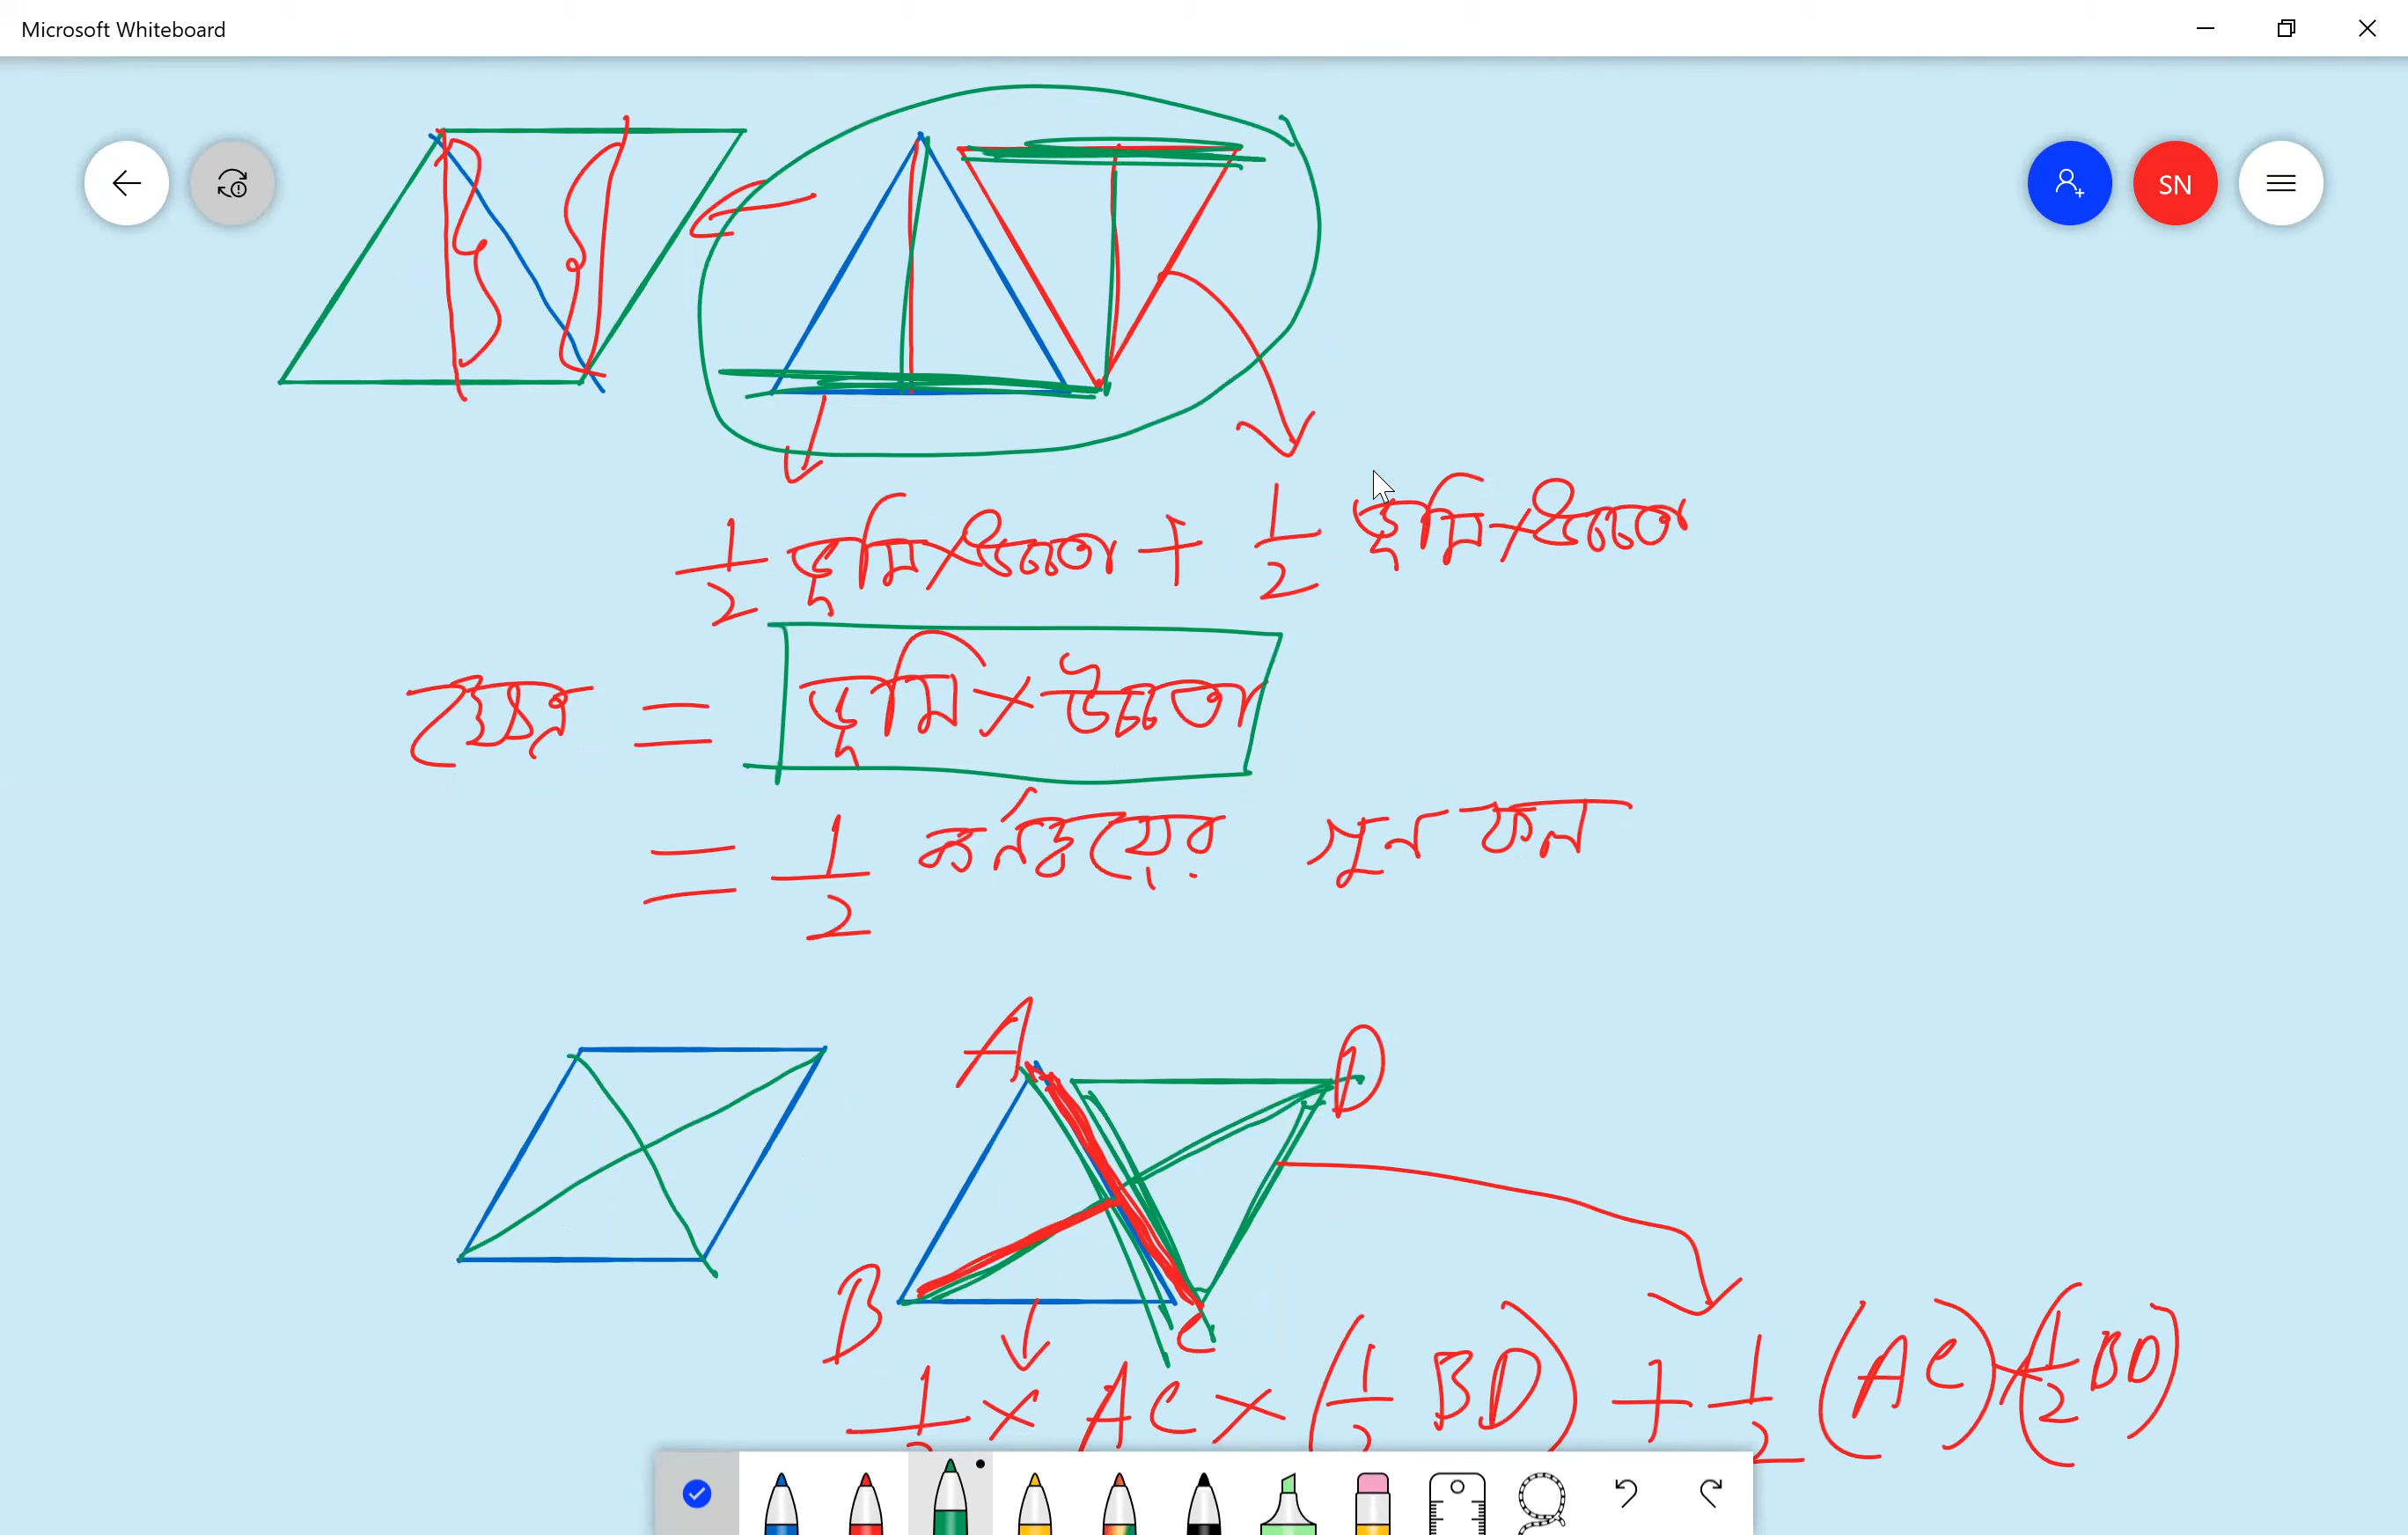 Microsoft Whiteboard
SN
1/2 ভূমি × উচ্চতা + 1/2 ভূমি × উচ্চতা
= ভূমি × উচ্চতা
= 1/2 কর্ণদ্বয়ের গুনফল
A
D
B
C
1/2 × AC × (1/2 BD) + 1/2 (AC) × (1/2 BD)